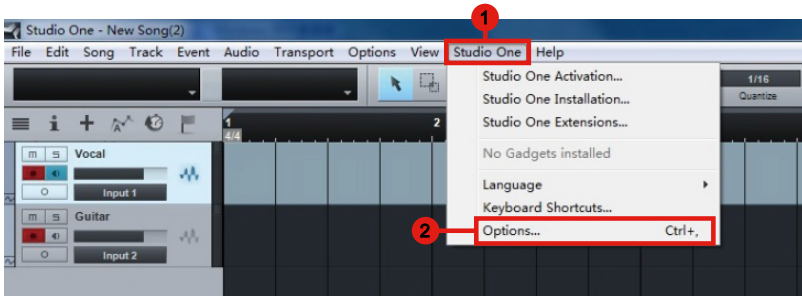 1
Studio One - New Song(2)
File Edit Song Track Event Audio Transport Options View Studio One Help
Studio One Activation...
Studio One Installation...
Studio One Extensions...
No Gadgets installed
Language
Keyboard Shortcuts...
2 Options... Ctrl+,
1/16
Quantize
i A
1 2
4/4
m s Vocal
Input 1
m s Guitar
Input 2